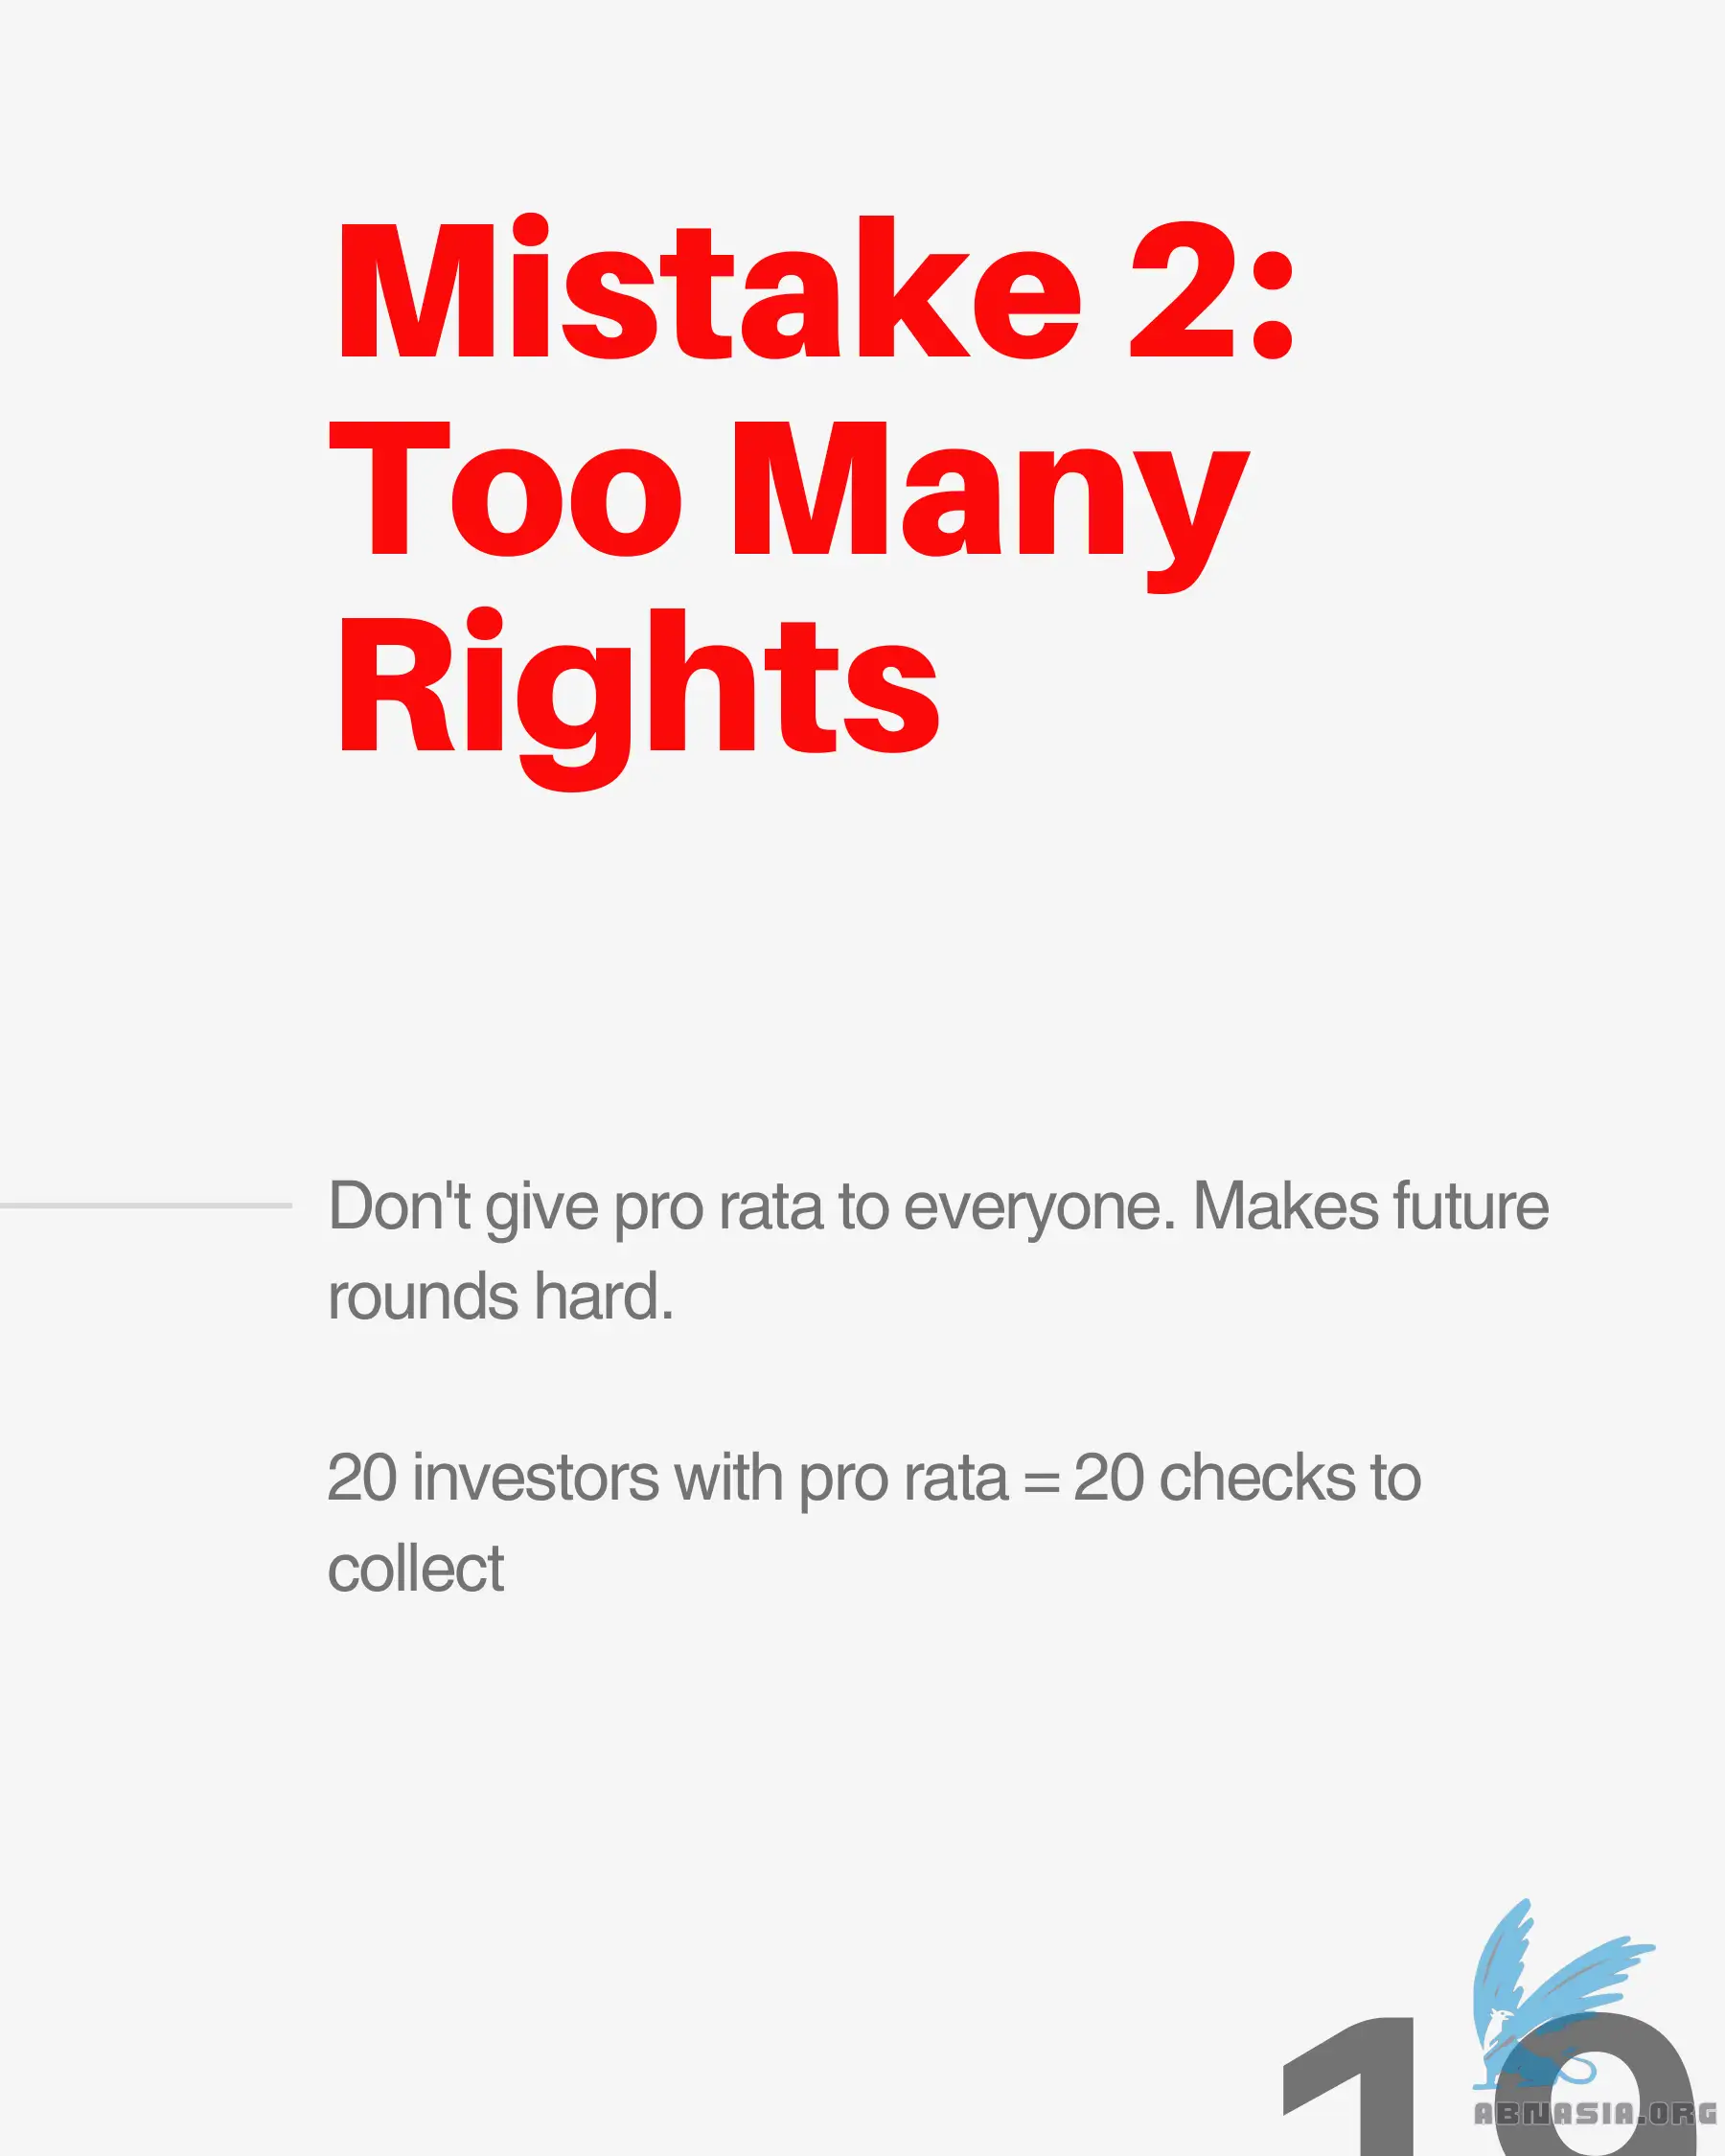 Mistake 2:
Too Many
Rights
Don't give pro rata to everyone. Makes future
rounds hard.
20 investors with pro rata = 20 checks to
collect
ABNASIA.ORG